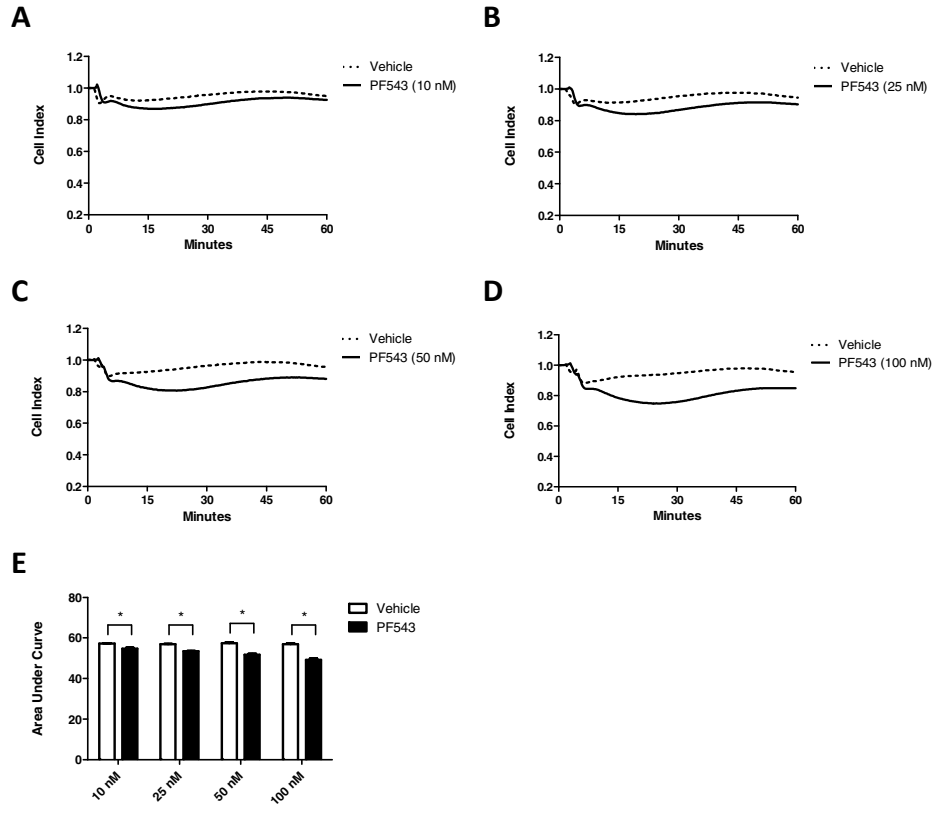 A
1.2
1.0
0.8
0.6
0.4
0.2
Cell Index
0 15 30 45 60
Minutes
Vehicle
PF543 (10 nM)
B
1.2
1.0
0.8
0.6
0.4
0.2
Cell Index
0 15 30 45 60
Minutes
Vehicle
PF543 (25 nM)
C
1.2
1.0
0.8
0.6
0.4
0.2
Cell Index
0 15 30 45 60
Minutes
Vehicle
PF543 (50 nM)
D
1.2
1.0
0.8
0.6
0.4
0.2
Cell Index
0 15 30 45 60
Minutes
Vehicle
PF543 (100 nM)
E
80
60
40
20
0
Area Under Curve
* * * *
10 nM 25 nM 50 nM 100 nM
Vehicle
PF543